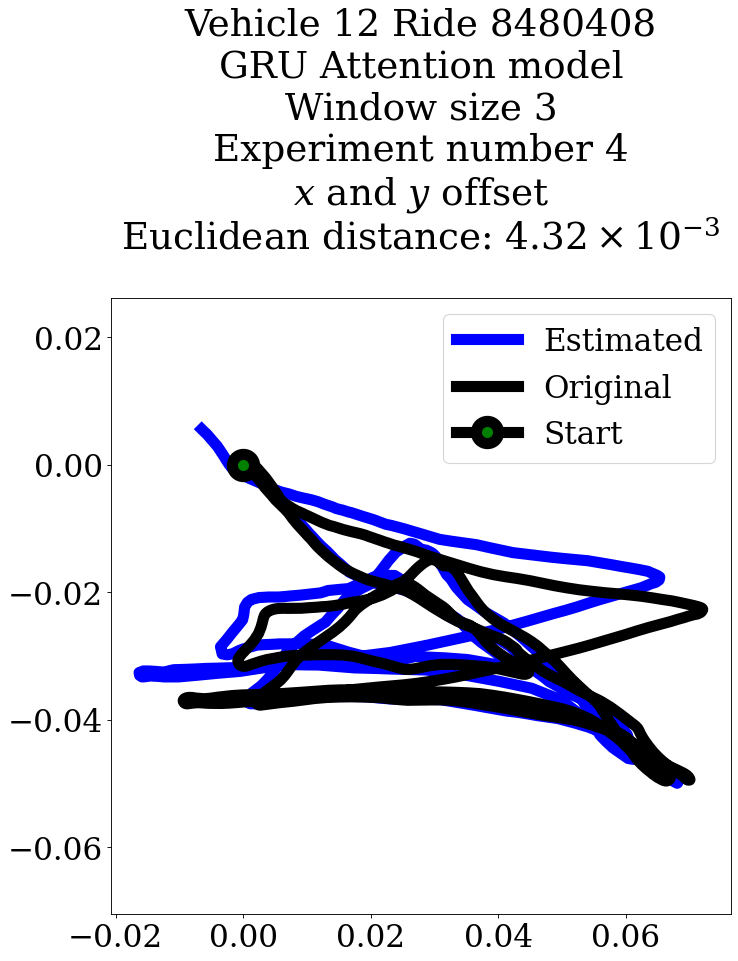 Vehicle 12 Ride 8480408
GRU Attention model
Window size 3
Experiment number 4
x and y offset
Euclidean distance: 4.32 × 10⁻³
Estimated
Original
Start
0.02
0.00
−0.02
−0.04
−0.06
−0.02 0.00 0.02 0.04 0.06